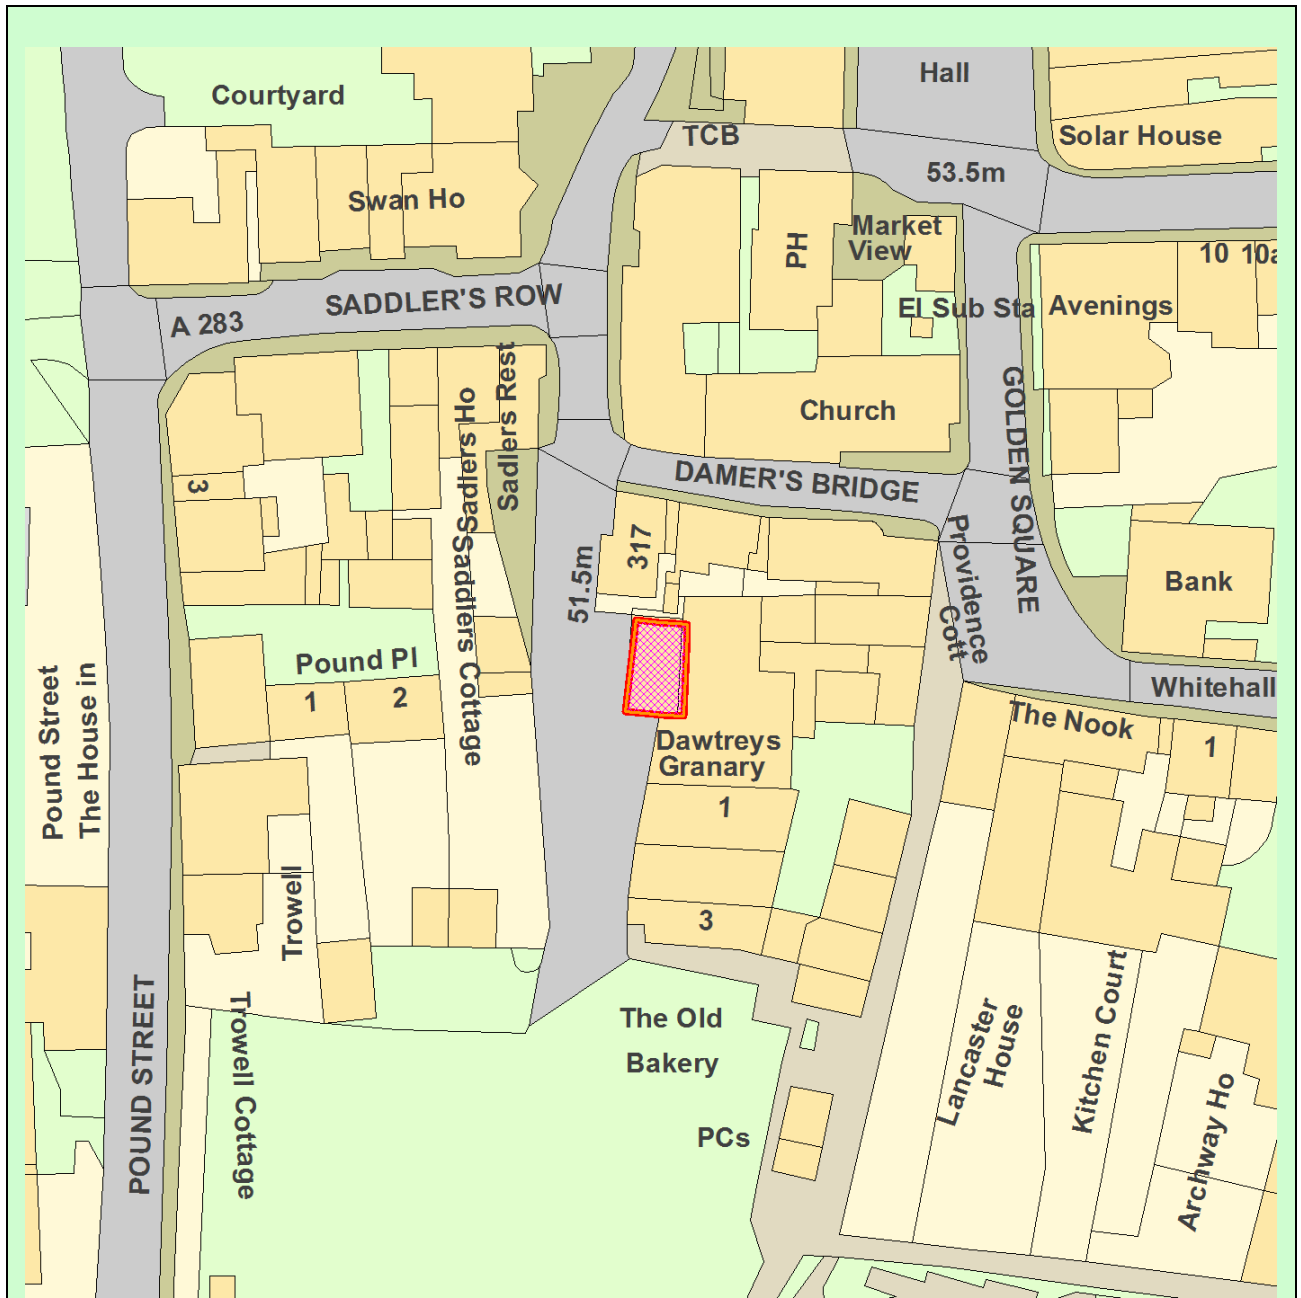 Hall
Courtyard
TCB
Solar House
53.5m
Swan Ho
Market
View
PH
10
10a
SADDLER'S ROW
A 283
El Sub Sta
Avenings
Sadlers Rest
Church
Sadlers Ho
GOLDEN SQUARE
DAMER'S BRIDGE
3
317
51.5m
Providence
Cott
Bank
Saddlers Cottage
Pound Pl
1
2
Whitehall
The Nook
1
Pound Street
The House in
Dawtreys
Granary
1
3
Trowell
The Old
Bakery
Lancaster
House
Kitchen Court
POUND STREET
Trowell Cottage
PCs
Archway Ho